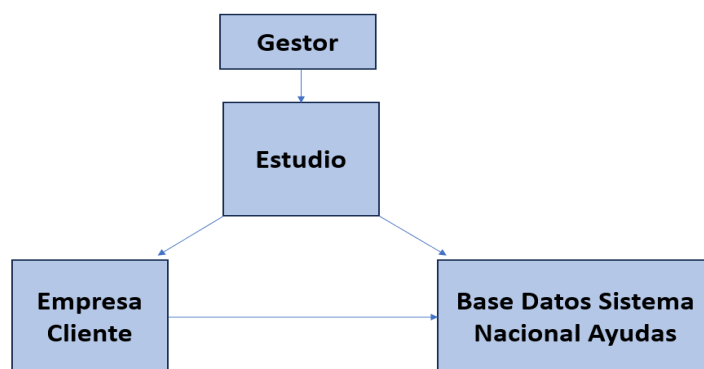 Gestor
Estudio
Empresa
Cliente
Base Datos Sistema
Nacional Ayudas